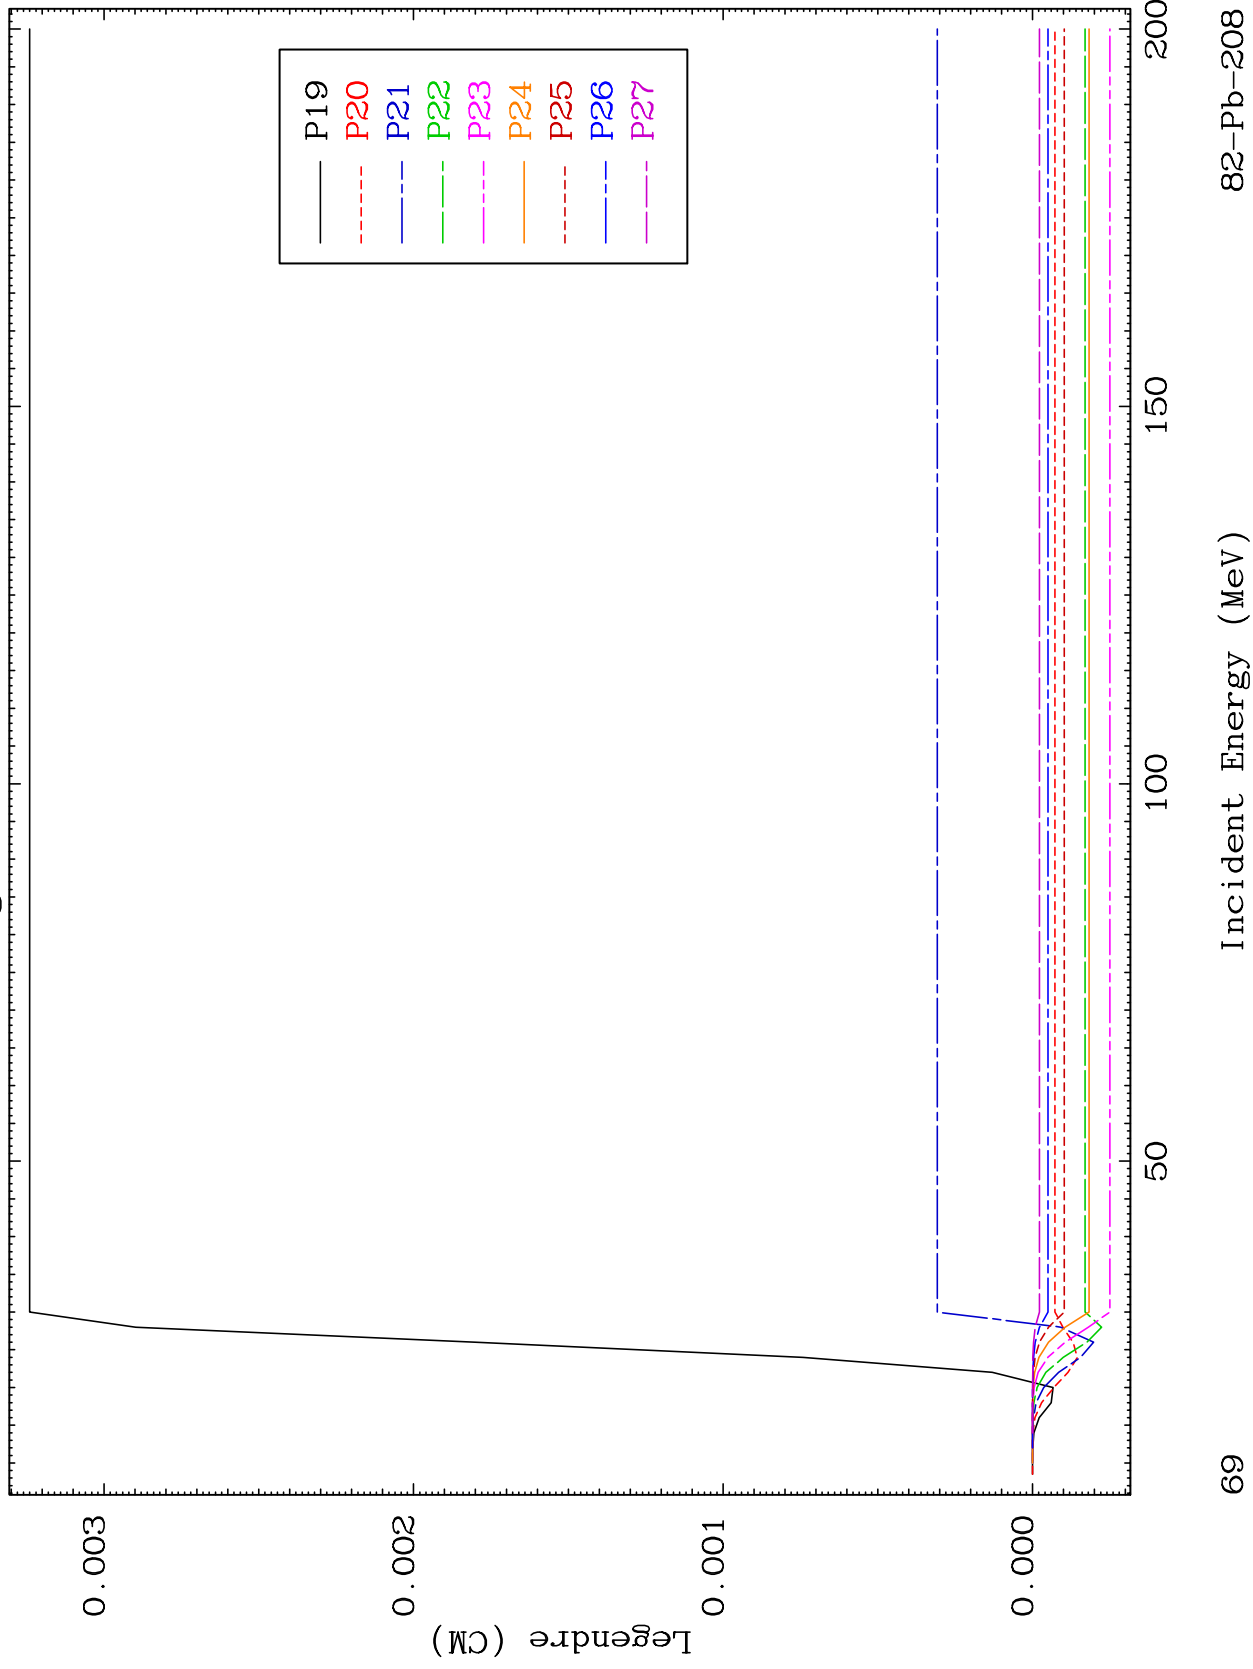 0.003
0.002
0.001
0.000
Legendre (CM)
P19
P20
P21
P22
P23
P24
P25
P26
P27
50
100
150
200
69
Incident Energy (MeV)
82-Pb-208